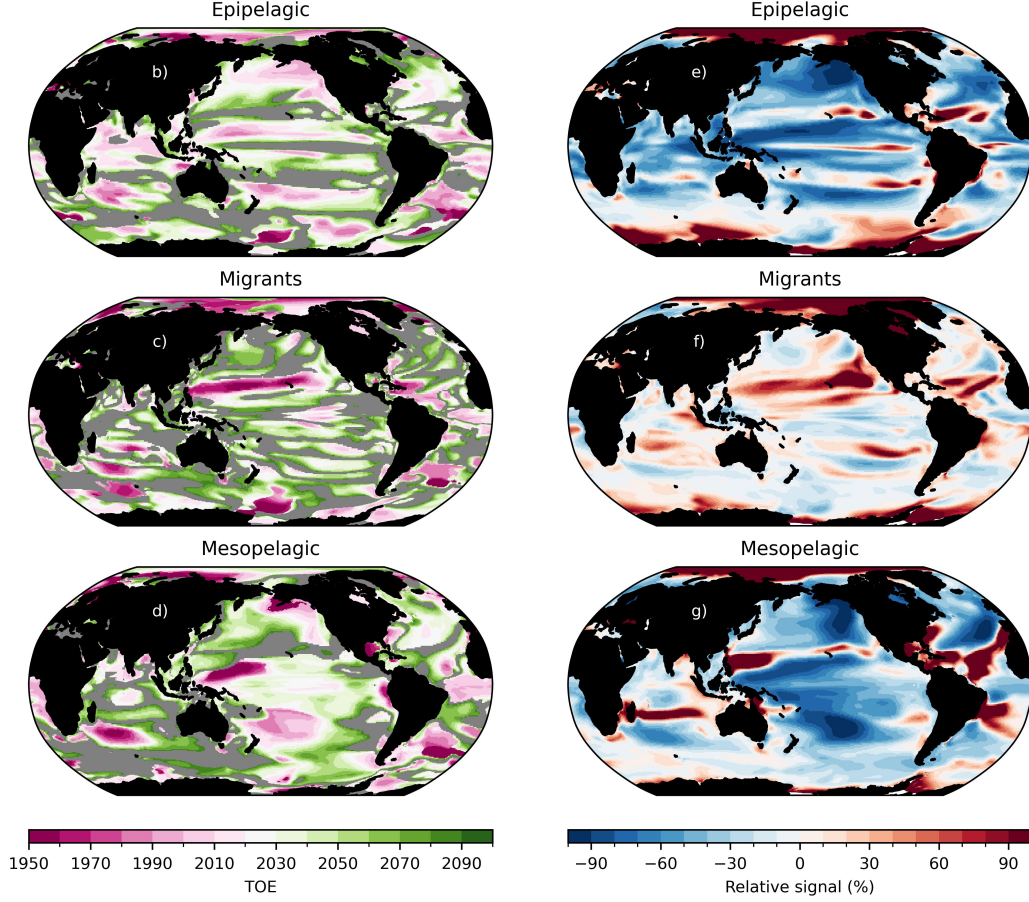 Epipelagic Epipelagic
b) e)
Migrants Migrants
c) f)
Mesopelagic Mesopelagic
d) g)
1950 1970 1990 2010 2030 2050 2070 2090
TOE
−90 −60 −30 0 30 60 90
Relative signal (%)